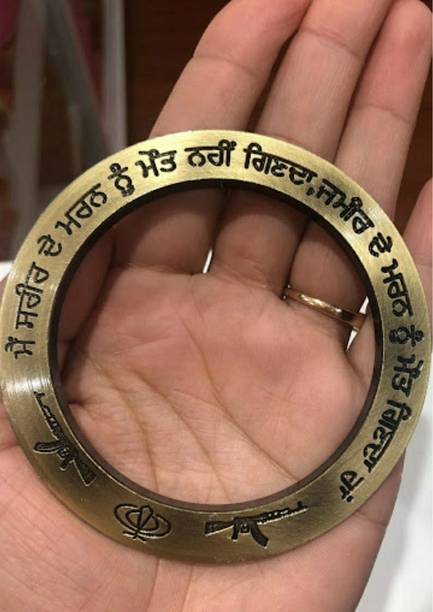 ਮੈਂ ਸਰੀਰ ਦੇ ਮਰਨ ਨੂੰ ਮੌਤ ਨਹੀਂ ਗਿਣਦਾ,ਜਮੀਰ ਦੇ ਮਰਨ ਨੂੰ ਮੌਤ ਗਿਣਦਾ ਹਾਂ